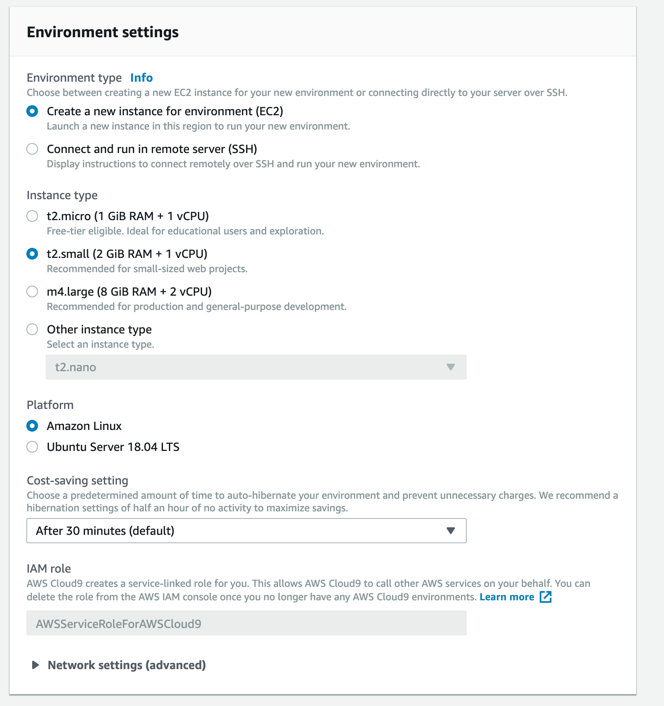 Environment settings
Environment type Info
Choose between creating a new EC2 instance for your new environment or connecting directly to your server over SSH.
Create a new instance for environment (EC2)
Launch a new instance in this region to run your new environment.
Connect and run in remote server (SSH)
Display instructions to connect remotely over SSH and run your new environment.
Instance type
t2.micro (1 GiB RAM + 1 vCPU)
Free-tier eligible. Ideal for educational users and exploration.
t2.small (2 GiB RAM + 1 vCPU)
Recommended for small-sized web projects.
m4.large (8 GiB RAM + 2 vCPU)
Recommended for production and general-purpose development.
Other instance type
Select an instance type.
t2.nano
Platform
Amazon Linux
Ubuntu Server 18.04 LTS
Cost-saving setting
Choose a predetermined amount of time to auto-hibernate your environment and prevent unnecessary charges. We recommend a
hibernation settings of half an hour of no activity to maximize savings.
After 30 minutes (default)
IAM role
AWS Cloud9 creates a service-linked role for you. This allows AWS Cloud9 to call other AWS services on your behalf. You can
delete the role from the AWS IAM console once you no longer have any AWS Cloud9 environments. Learn more
AWSServiceRoleForAWSCloud9
Network settings (advanced)